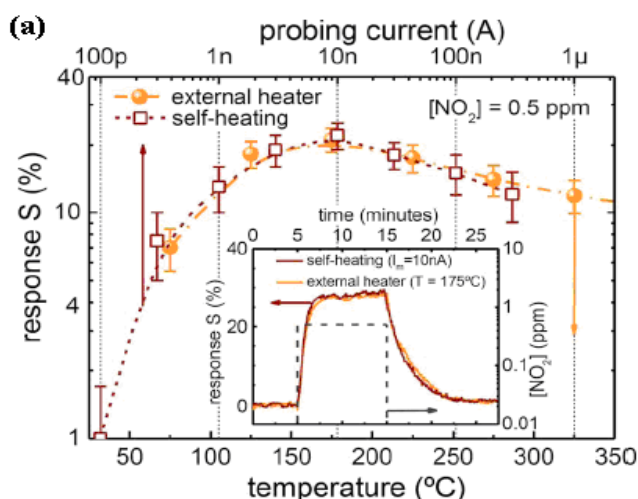 (a)
probing current (A)
100p 1n 10n 100n 1µ
40
external heater
self-heating
[NO₂] = 0.5 ppm
response S (%)
10
4
1
time (minutes)
0 5 10 15 20 25
40
20
0
response S (%)
self-heating (Iₘ=10nA)
external heater (T = 175ºC)
10
1
0.1
0.01
[NO₂] (ppm)
50 100 150 200 250 300 350
temperature (ºC)